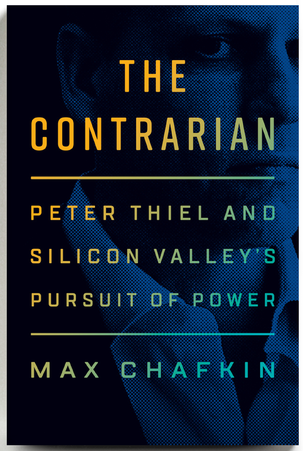 THE
CONTRARIAN
PETER THIEL AND
SILICON VALLEY'S
PURSUIT OF POWER
MAX CHAFKIN